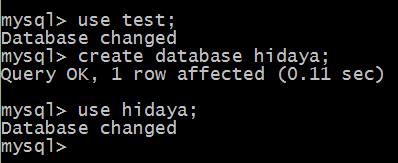 mysql> use test;
Database changed
mysql> create database hidaya;
Query OK, 1 row affected (0.11 sec)
mysql> use hidaya;
Database changed
mysql>